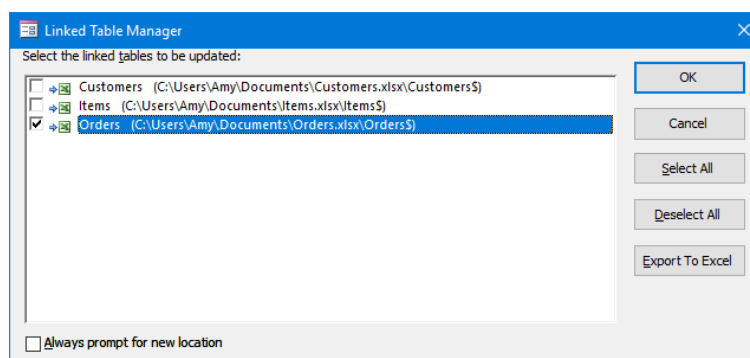 Linked Table Manager
Select the linked tables to be updated:
Customers (C:\Users\Amy\Documents\Customers.xlsx\Customers$)
Items (C:\Users\Amy\Documents\Items.xlsx\Items$)
Orders (C:\Users\Amy\Documents\Orders.xlsx\Orders$)
OK
Cancel
Select All
Deselect All
Export To Excel
Always prompt for new location